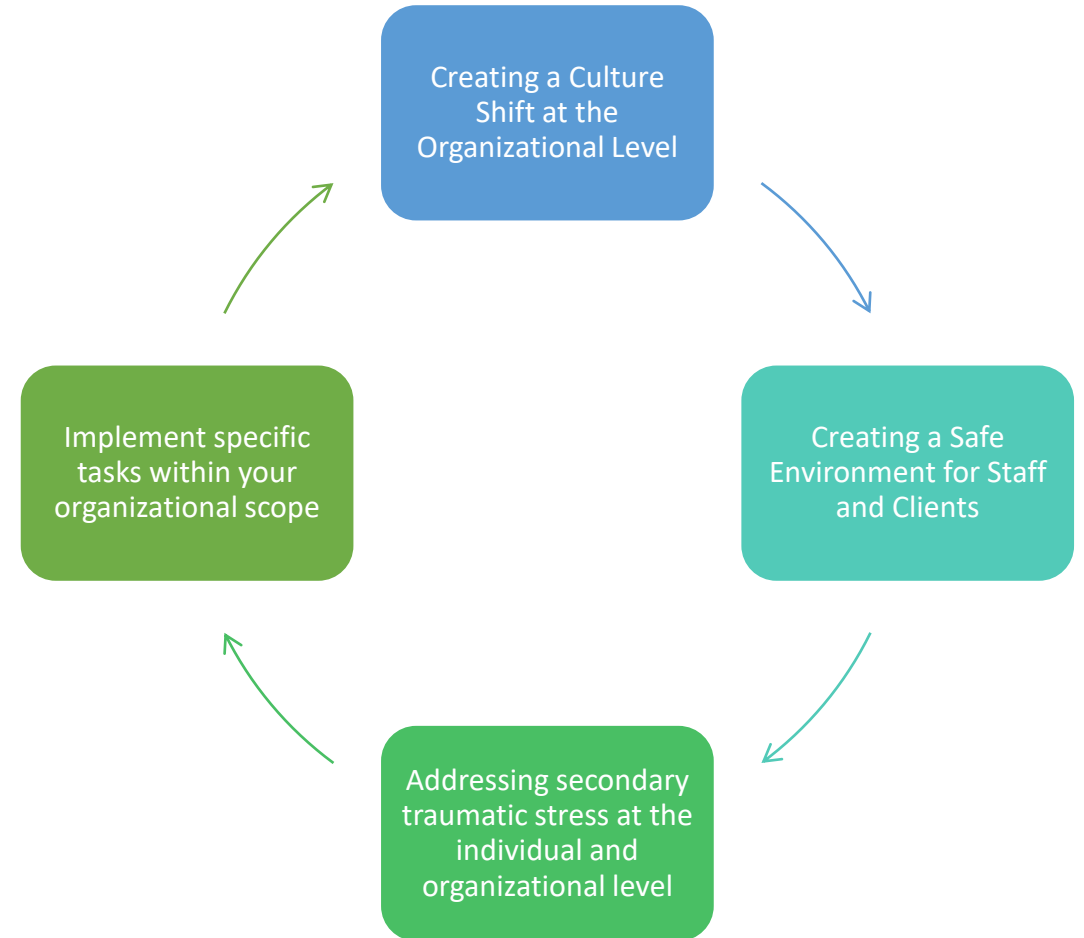 Creating a Culture
Shift at the
Organizational Level
Creating a Safe
Environment for Staff
and Clients
Addressing secondary
traumatic stress at the
individual and
organizational level
Implement specific
tasks within your
organizational scope